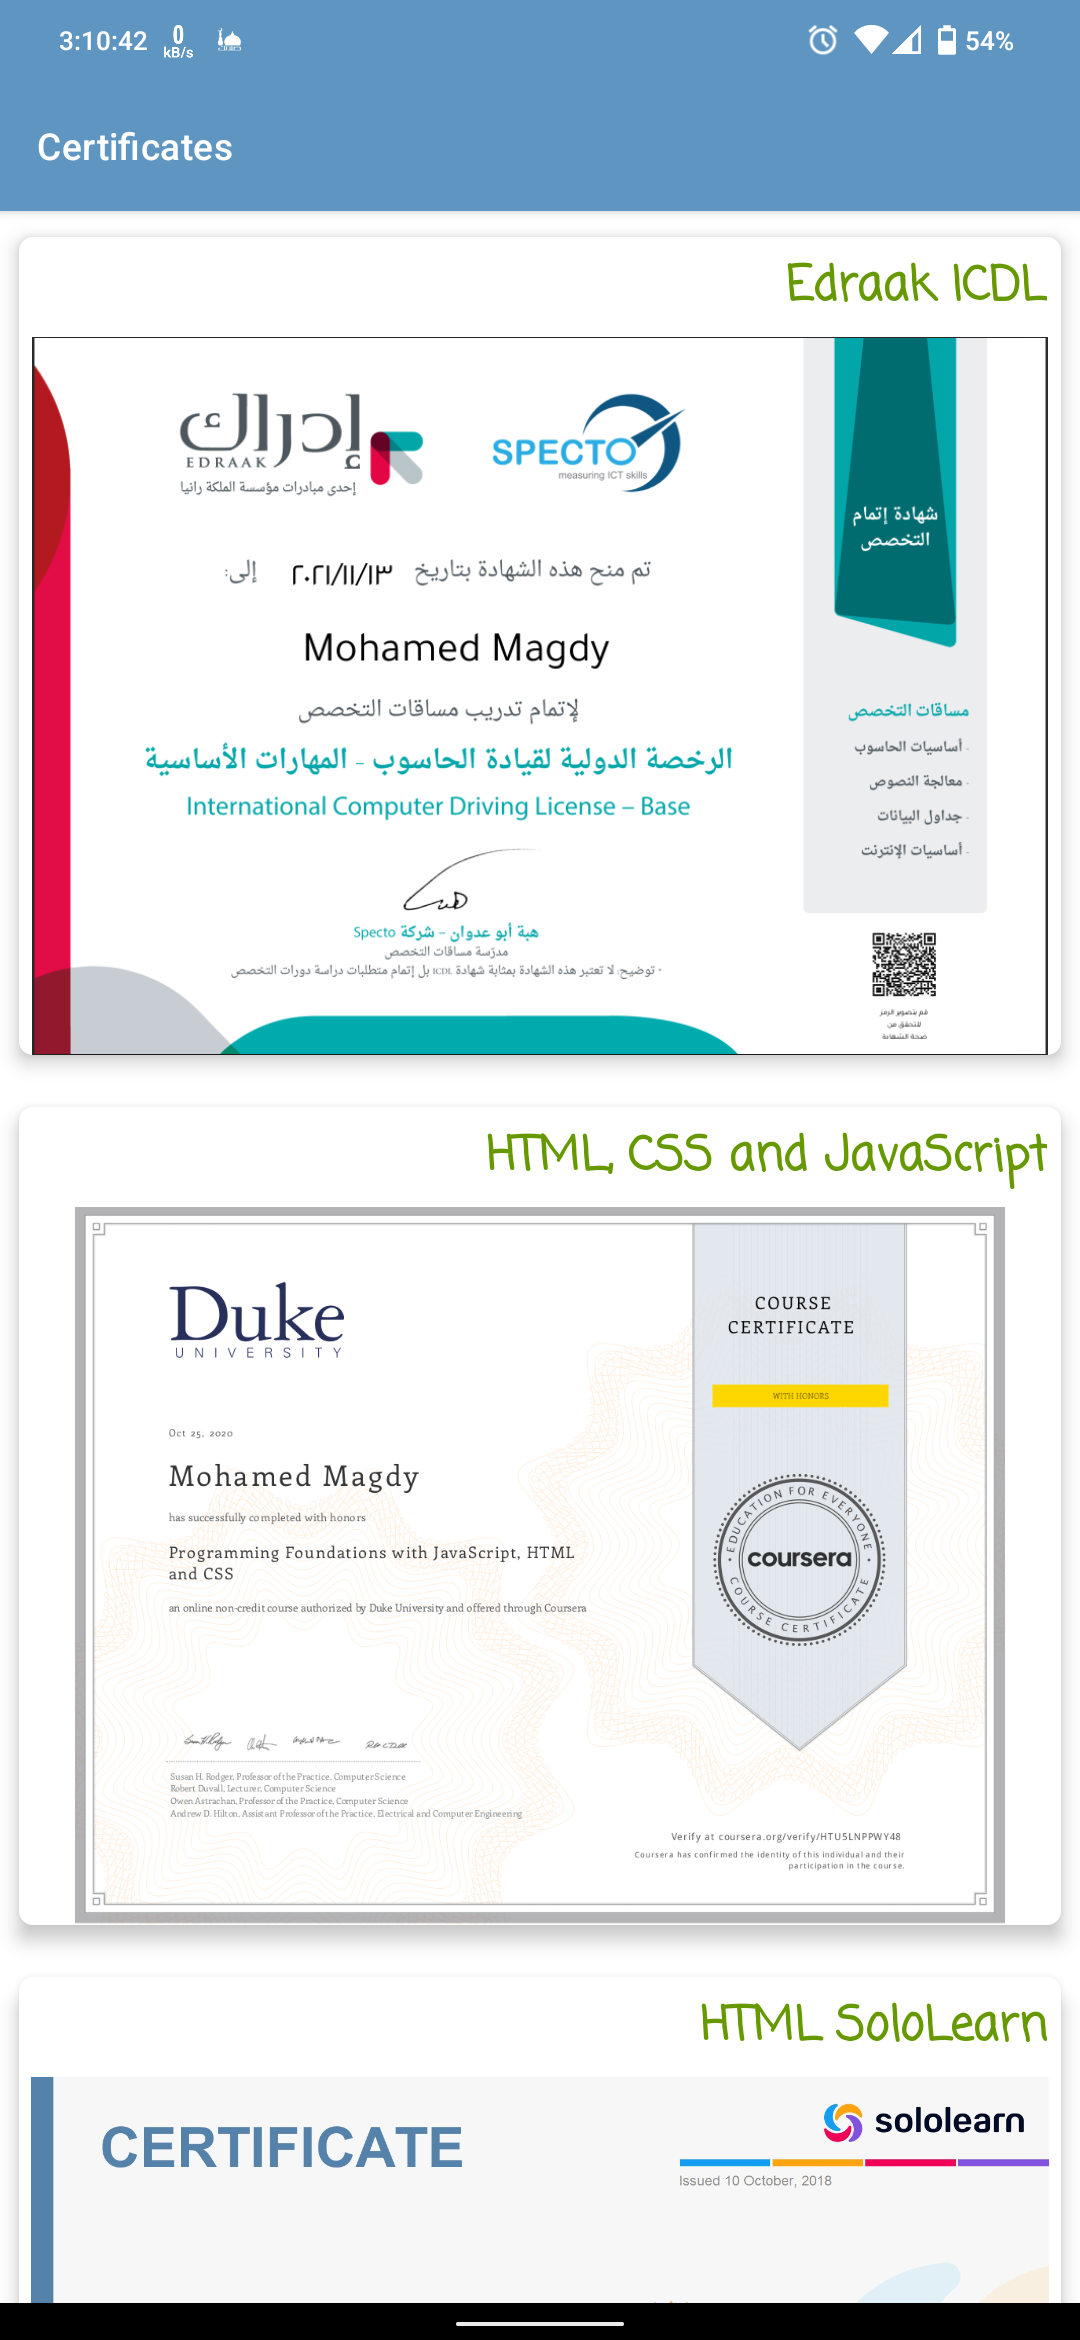 3:10:42 0 kB/s 54%
Certificates
Edraak ICDL
إدراك
EDRAAK
إحدى مبادرات مؤسسة الملكة رانيا
SPECTO
measuring ICT skills
شهادة إتمام
التخصص
تم منح هذه الشهادة بتاريخ ٢٠٢١/١١/١٣ إلى:
Mohamed Magdy
لإتمام تدريب مساقات التخصص
الرخصة الدولية لقيادة الحاسوب - المهارات الأساسية
International Computer Driving License – Base
هبة أبو عدوان - شركة Specto
مدرّسة مساقات التخصص
* توضيح: لا تعتبر هذه الشهادة بمثابة شهادة ICDL بل إتمام متطلبات دراسة دورات التخصص
مساقات التخصص
- أساسيات الحاسوب
- معالجة النصوص
- جداول البيانات
- أساسيات الإنترنت
قم بتصوير الرمز
للتحقق من
صحة الشهادة
HTML, CSS and JavaScript
Duke
UNIVERSITY
COURSE
CERTIFICATE
WITH HONORS
Oct 25, 2020
Mohamed Magdy
has successfully completed with honors
Programming Foundations with JavaScript, HTML
and CSS
an online non-credit course authorized by Duke University and offered through Coursera
EDUCATION FOR EVERYONE
coursera
COURSE CERTIFICATE
Susan H. Rodger, Professor of the Practice, Computer Science
Robert Duvall, Lecturer, Computer Science
Owen Astrachan, Professor of the Practice, Computer Science
Andrew D. Hilton, Assistant Professor of the Practice, Electrical and Computer Engineering
Verify at coursera.org/verify/HTU5LNPPWY48
Coursera has confirmed the identity of this individual and their
participation in the course.
HTML SoloLearn
CERTIFICATE
sololearn
Issued 10 October, 2018